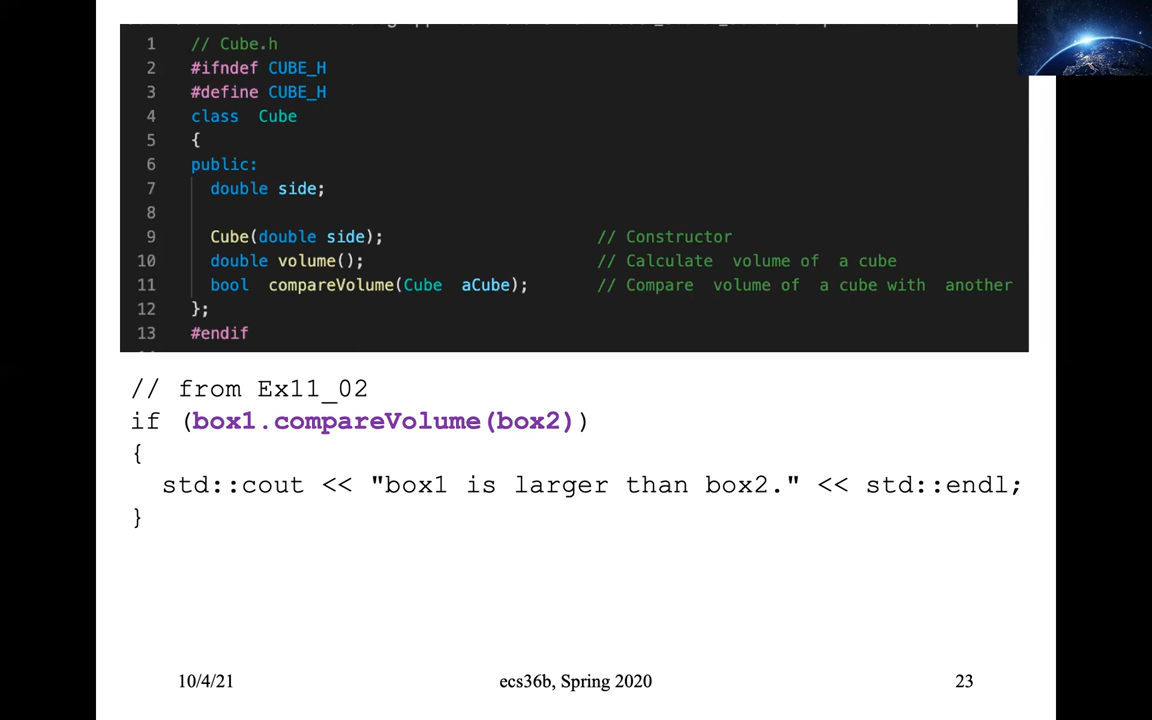 1 // Cube.h
2 #ifndef CUBE_H
3 #define CUBE_H
4 class Cube
5 {
6 public:
7 double side;
8
9 Cube(double side); // Constructor
10 double volume(); // Calculate volume of a cube
11 bool compareVolume(Cube aCube); // Compare volume of a cube with another
12 };
13 #endif
// from Ex11_02
if (box1.compareVolume(box2))
{
std::cout << "box1 is larger than box2." << std::endl;
}
10/4/21 ecs36b, Spring 2020 23